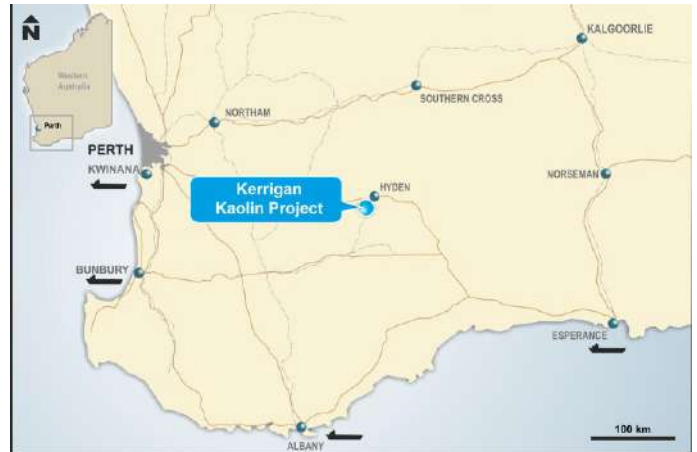 N
Western
Australia
Perth
KALGOORLIE
SOUTHERN CROSS
NORTHAM
PERTH
KWINANA
NORSEMAN
HYDEN
Kerrigan
Kaolin Project
BUNBURY
ESPERANCE
ALBANY
100 km